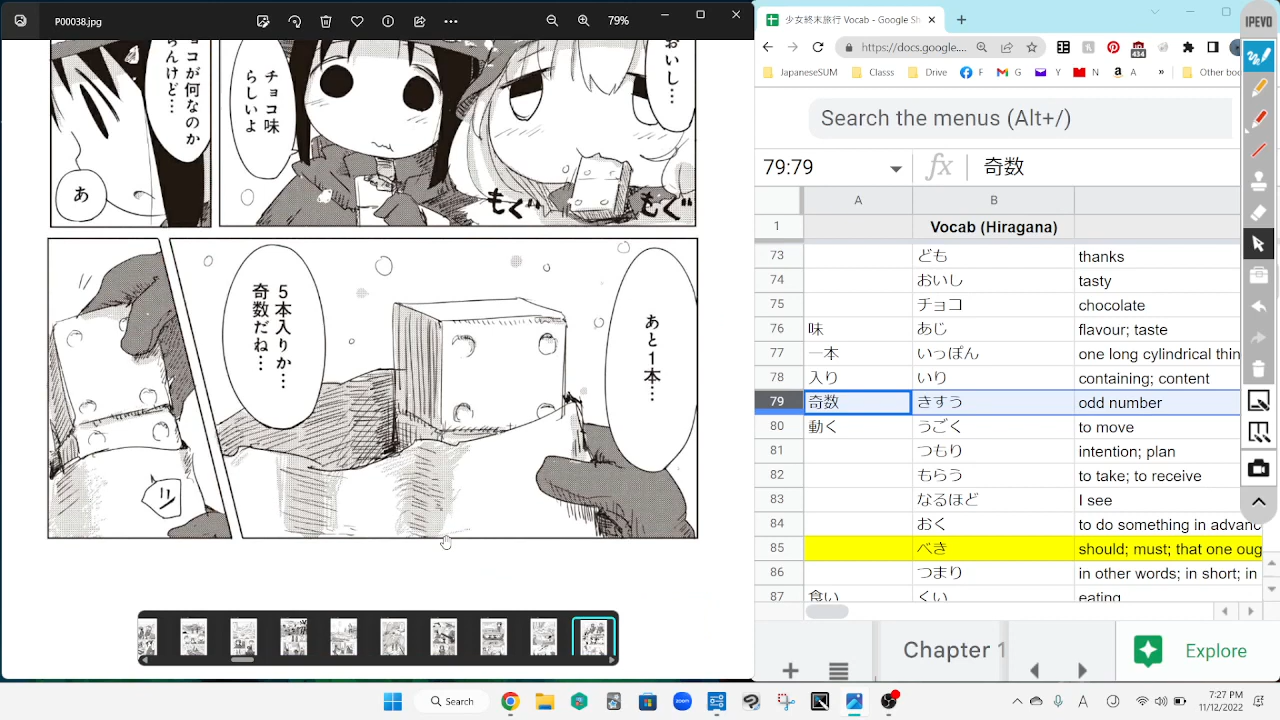 P00038.jpg
79%
少女終末旅行 Vocab - Google Sh
IPEVO
https://docs.google...
434
JapaneseSUM
Classs
Drive
F
M G
Y
N
a A
»
Other boo
Search the menus (Alt+/)
79:79
fx
奇数
A
B
1
Vocab (Hiragana)
73 ども thanks
74 おいし tasty
75 チョコ chocolate
76 味 あじ flavour; taste
77 一本 いっぽん one long cylindrical thin
78 入り いり containing; content
79 奇数 きすう odd number
80 動く うごく to move
81 つもり intention; plan
82 もらう to take; to receive
83 なるほど I see
84 おく to do something in advanc
85 べき should; must; that one oug
86 つまり in other words; in short; in
87 食い くい eating
Chapter 1
Explore
おいし…
チョコ味
らしいよ
もぐ
もぐ
ョコが何なのか
らんけど…
あ
あと1本…
5本入りか…
奇数だね…
Search
zoom
A
7:27 PM
11/12/2022